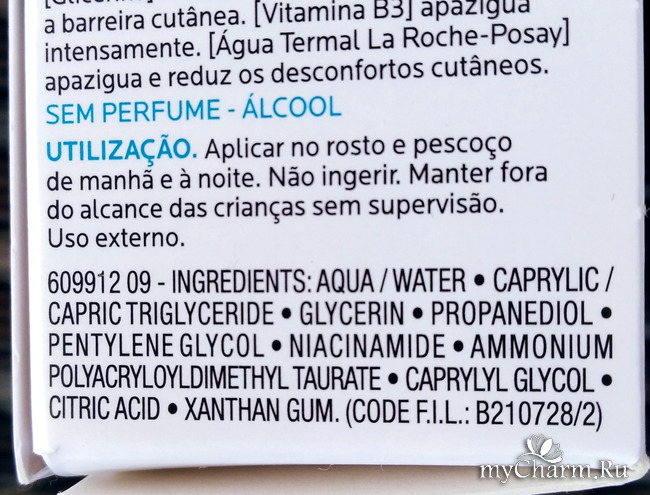 [Glicerina]
a barreira cutânea. [Vitamina B3] apazigua
intensamente. [Água Termal La Roche-Posay]
apazigua e reduz os desconfortos cutâneos.
SEM PERFUME - ÁLCOOL
UTILIZAÇÃO. Aplicar no rosto e pescoço
de manhã e à noite. Não ingerir. Manter fora
do alcance das crianças sem supervisão.
Uso externo.
609912 09 - INGREDIENTS: AQUA / WATER • CAPRYLIC /
CAPRIC TRIGLYCERIDE • GLYCERIN • PROPANEDIOL •
PENTYLENE GLYCOL • NIACINAMIDE • AMMONIUM
POLYACRYLOYLDIMETHYL TAURATE • CAPRYLYL GLYCOL •
CITRIC ACID • XANTHAN GUM. (CODE F.I.L.: B210728/2)
myCharm.Ru